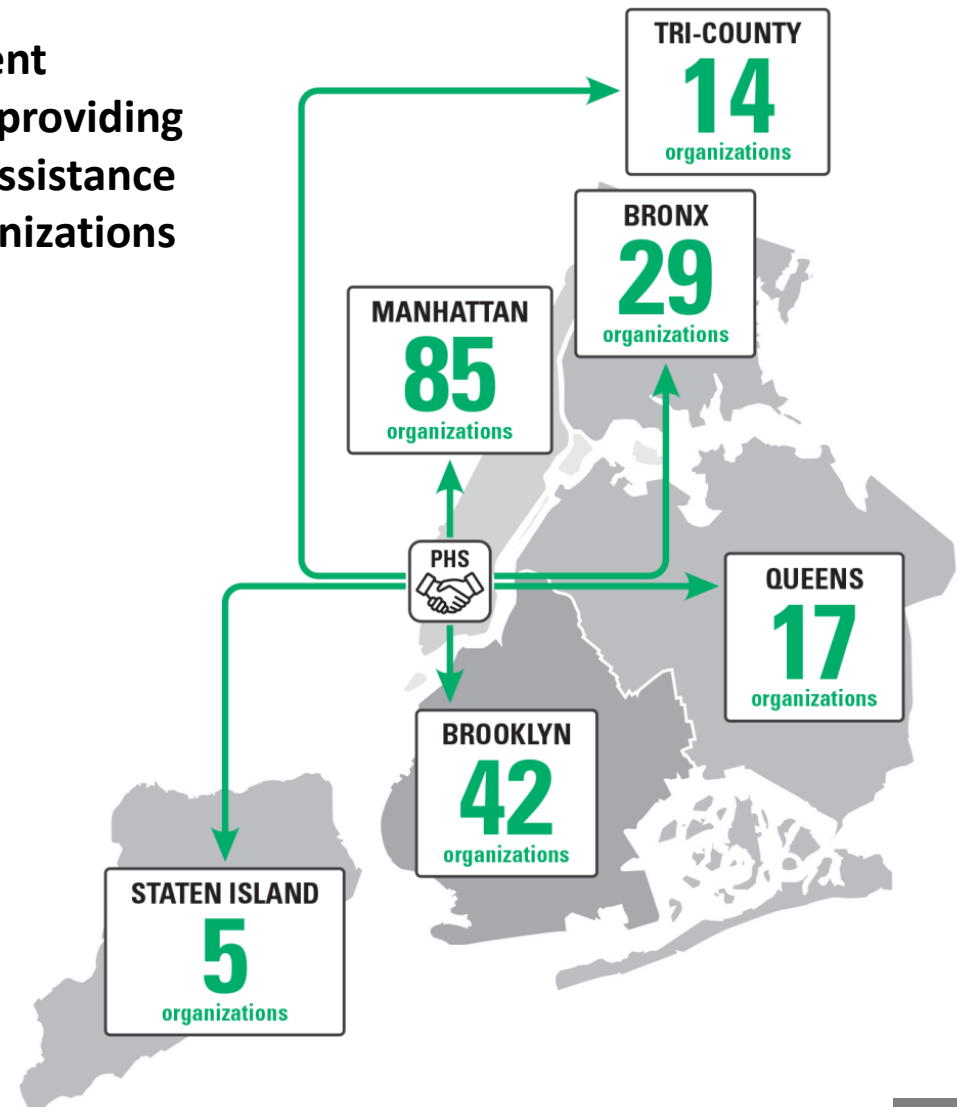 ent
providing
ssistance
nizations
TRI-COUNTY
14
organizations
BRONX
29
organizations
MANHATTAN
85
organizations
PHS
QUEENS
17
organizations
BROOKLYN
42
organizations
STATEN ISLAND
5
organizations